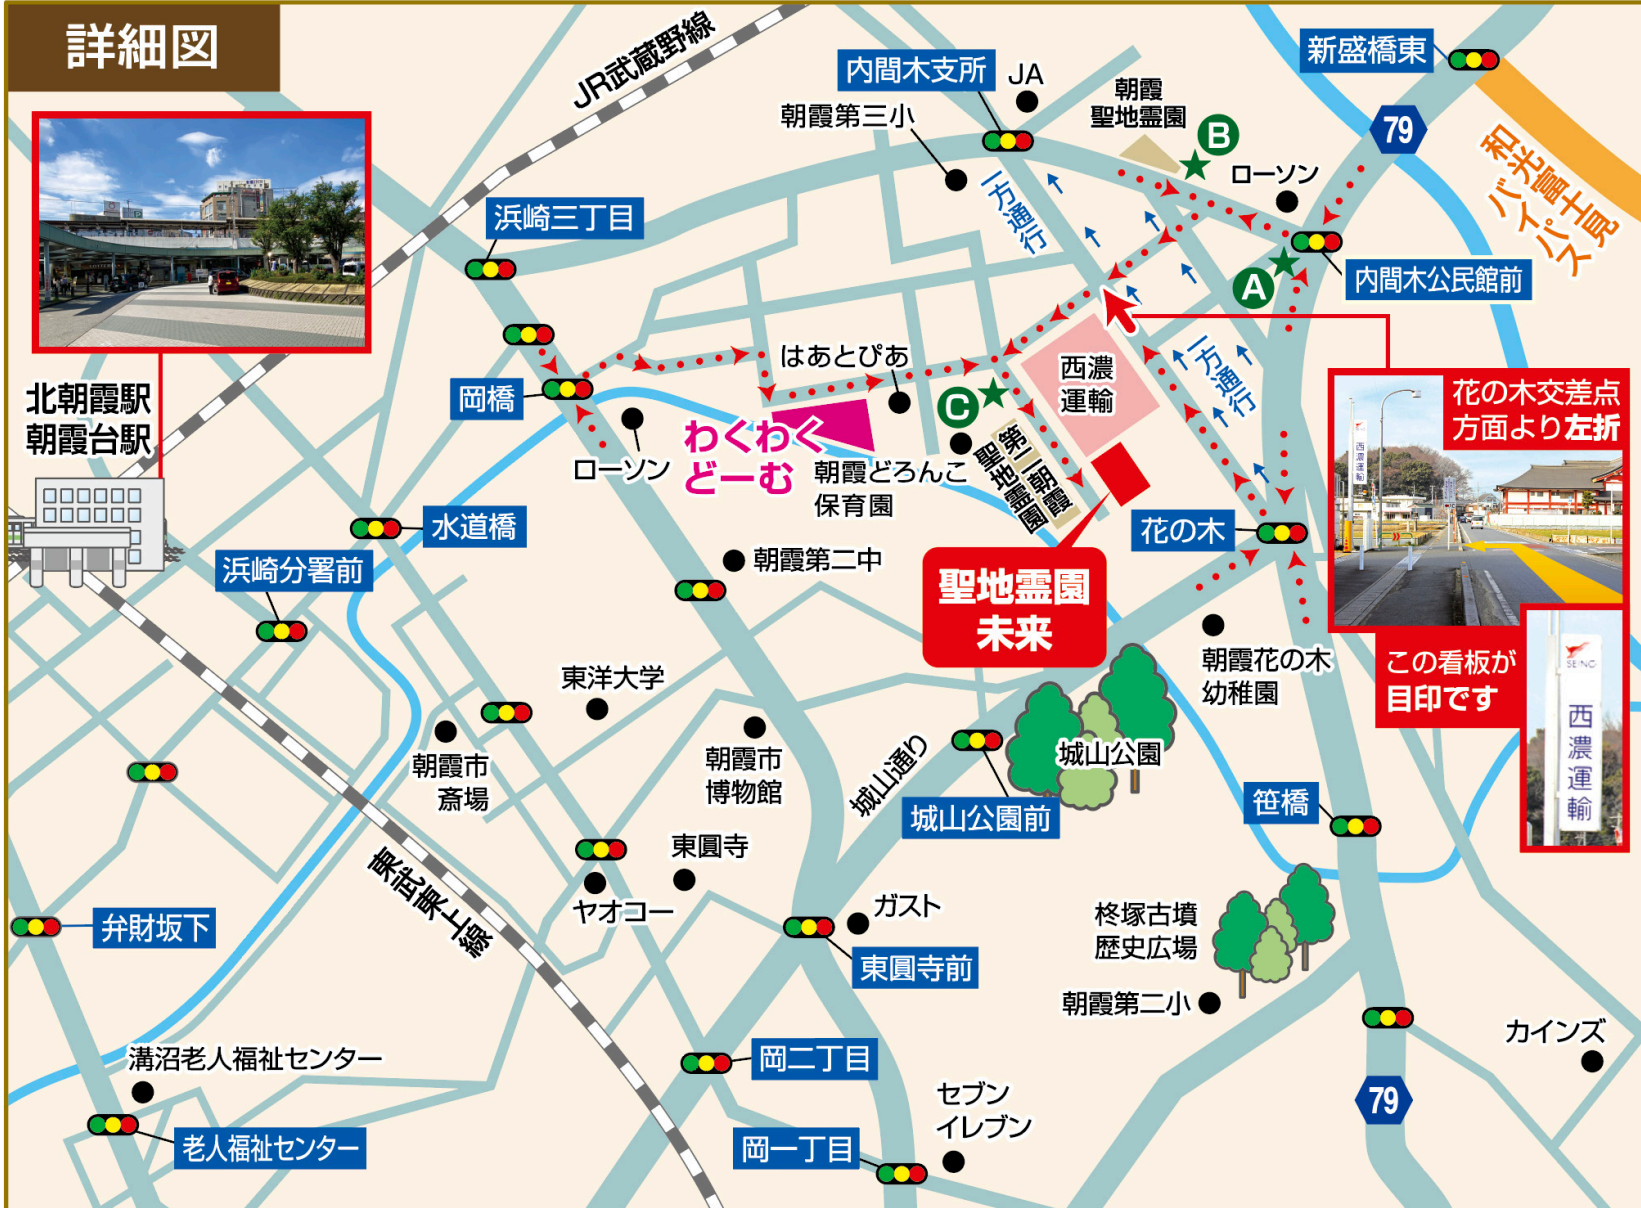 詳細図
JR武蔵野線
内間木支所
JA
朝霞第三小
朝霞
聖地霊園
B
ローソン
新盛橋東
79
和光富士見
バイパス
浜崎三丁目
一方通行
A
内間木公民館前
北朝霞駅
朝霞台駅
岡橋
はあとぴあ
西濃
運輸
一方通行
C
花の木交差点
方面より左折
西濃運輸
ローソン
わくわく
どーむ
朝霞どろんこ
保育園
第二朝霞
聖地霊園
水道橋
花の木
浜崎分署前
朝霞第二中
聖地霊園
未来
東洋大学
朝霞花の木
幼稚園
この看板が
目印です
SEINO
西濃運輸
朝霞市
斎場
朝霞市
博物館
城山通り
城山公園
城山公園前
笹橋
東武東上線
東圓寺
ヤオコー
ガスト
弁財坂下
東圓寺前
柊塚古墳
歴史広場
朝霞第二小
カインズ
溝沼老人福祉センター
岡二丁目
79
セブン
イレブン
老人福祉センター
岡一丁目